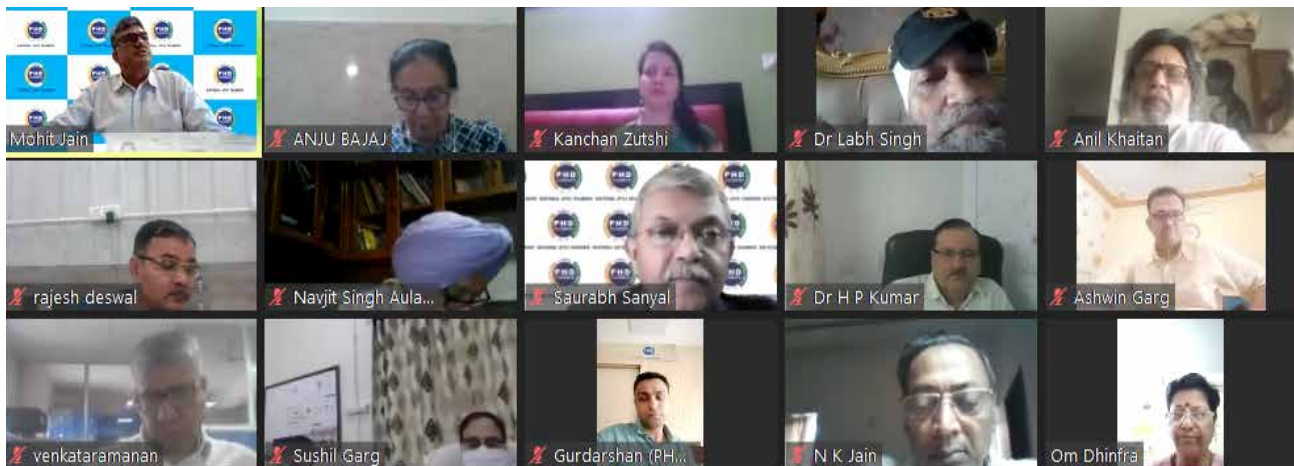 Mohit Jain
ANJU BAJAJ
Kanchan Zutshi
Dr Labh Singh
Anil Khaitan
rajesh deswal
Navjit Singh Aula...
Saurabh Sanyal
Dr H P Kumar
Ashwin Garg
venkataramanan
Sushil Garg
Gurdarshan (PH...
N K Jain
Om Dhinfra
PHD